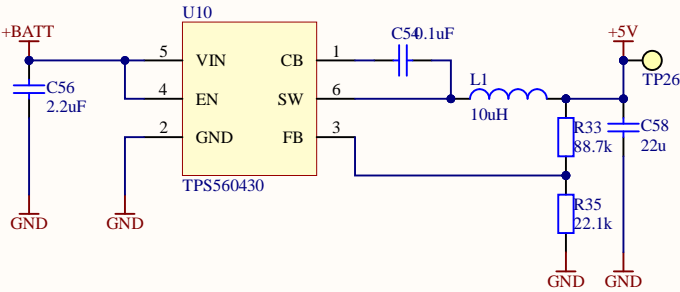 U10
+BATT
C54
0.1uF
+5V
5
VIN
CB
1
TP26
C56
2.2uF
4
EN
SW
6
L1
10uH
2
GND
FB
3
R33
88.7k
C58
22u
TPS560430
R35
22.1k
GND
GND
GND
GND